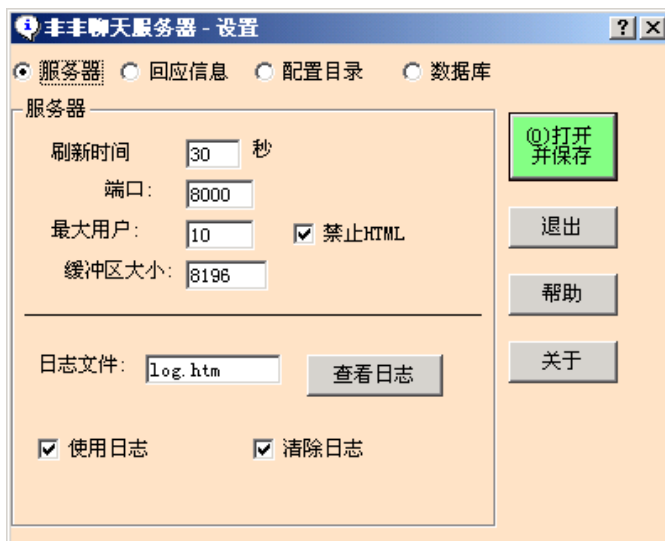 丰丰聊天服务器 - 设置
服务器 回应信息 配置目录 数据库
服务器
刷新时间 30 秒
端口: 8000
最大用户: 10 禁止HTML
缓冲区大小: 8196
日志文件: log.htm 查看日志
使用日志 清除日志
(O)打开
并保存
退出
帮助
关于